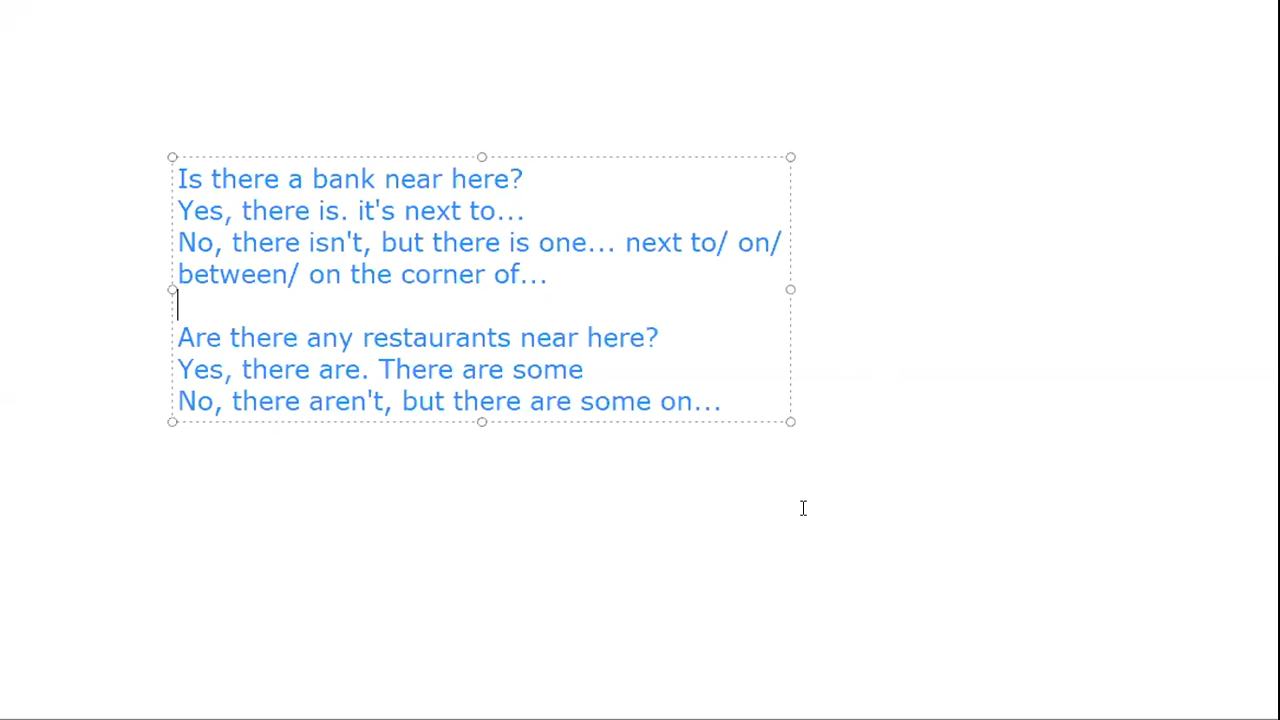 Is there a bank near here?
Yes, there is. it's next to...
No, there isn't, but there is one... next to/ on/
between/ on the corner of...
Are there any restaurants near here?
Yes, there are. There are some
No, there aren't, but there are some on...